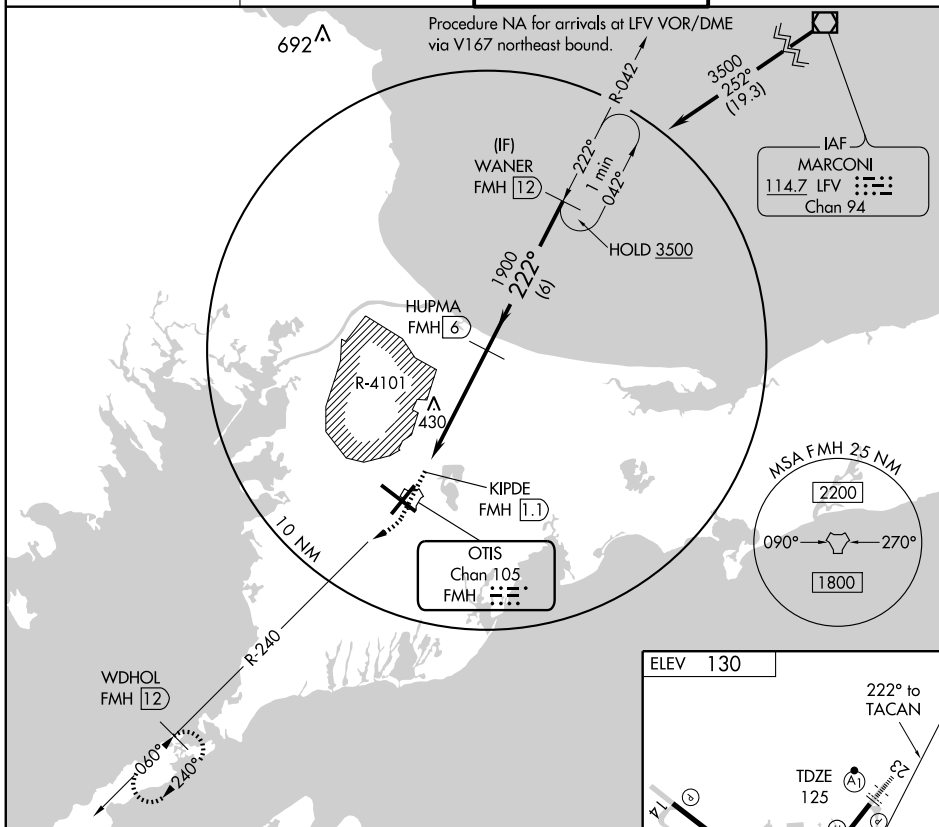 Procedure NA for arrivals at LFV VOR/DME
via V167 northeast bound.
692
R-042
3500
252°
(19.3)
IAF
MARCONI
114.7 LFV
Chan 94
(IF)
WANER
FMH 12
222°
1 min
042°
HOLD 3500
1900
222°
(6)
HUPMA
FMH 6
R-4101
430
KIPDE
FMH 1.1
OTIS
Chan 105
FMH
10 NM
MSA FMH 25 NM
2200
090°
270°
1800
R-240
WDHOL
FMH 12
060°
240°
ELEV 130
222° to
TACAN
TDZE
125
A1
23
14
P
P